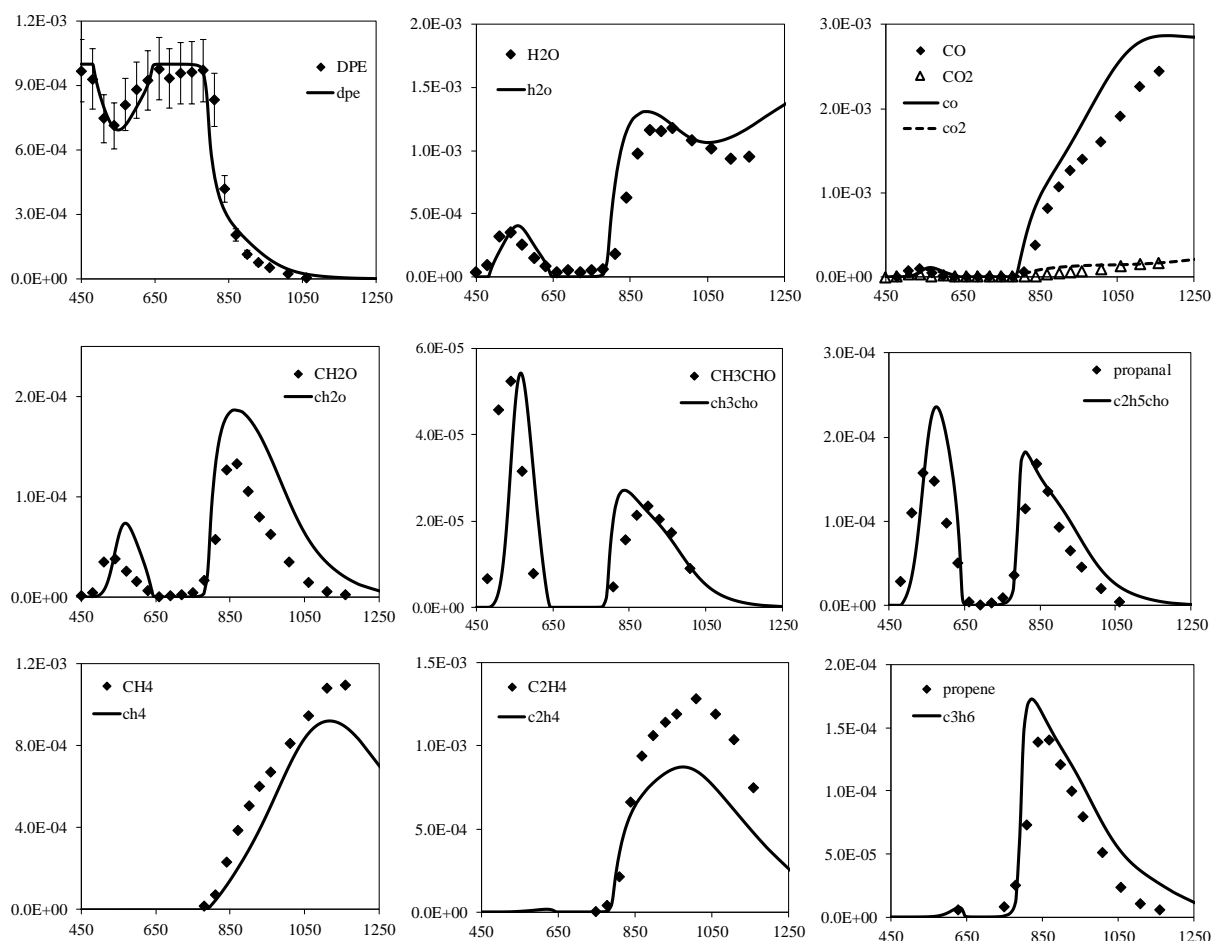 1.2E-03
9.0E-04
6.0E-04
3.0E-04
0.0E+00
450 650 850 1050 1250
DPE
dpe
2.0E-03
1.5E-03
1.0E-03
5.0E-04
0.0E+00
450 650 850 1050 1250
H2O
h2o
3.0E-03
2.0E-03
1.0E-03
0.0E+00
450 650 850 1050 1250
CO
CO2
co
co2
2.0E-04
1.0E-04
0.0E+00
450 650 850 1050 1250
CH2O
ch2o
6.0E-05
4.0E-05
2.0E-05
0.0E+00
450 650 850 1050 1250
CH3CHO
ch3cho
3.0E-04
2.0E-04
1.0E-04
0.0E+00
450 650 850 1050 1250
propanal
c2h5cho
1.2E-03
8.0E-04
4.0E-04
0.0E+00
450 650 850 1050 1250
CH4
ch4
1.5E-03
1.0E-03
5.0E-04
0.0E+00
450 650 850 1050 1250
C2H4
c2h4
2.0E-04
1.5E-04
1.0E-04
5.0E-05
0.0E+00
450 650 850 1050 1250
propene
c3h6